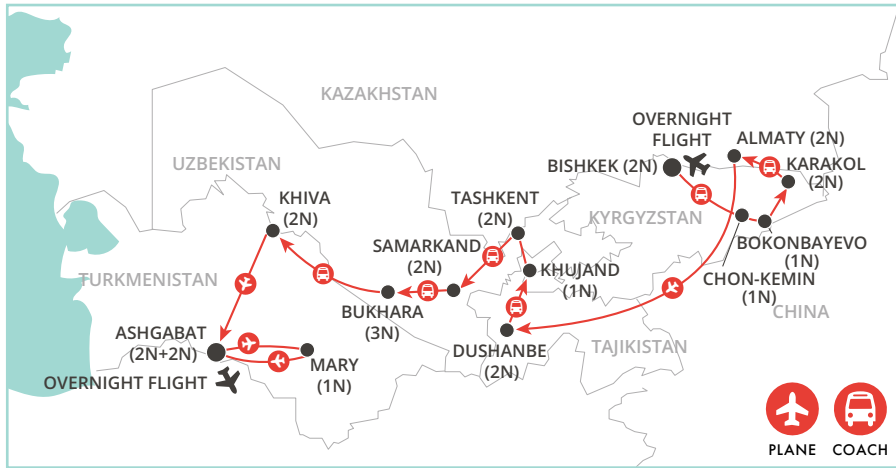 KAZAKHSTAN
OVERNIGHT
FLIGHT
ALMATY (2N)
BISHKEK (2N)
KARAKOL
(2N)
UZBEKISTAN
KHIVA
(2N)
TASHKENT
(2N)
KYRGYZSTAN
SAMARKAND
(2N)
BOKONBAYEVO
(1N)
KHUJAND
(1N)
CHON-KEMIN
(1N)
TURKMENISTAN
BUKHARA
(3N)
CHINA
ASHGABAT
(2N+2N)
MARY
(1N)
DUSHANBE
(2N)
TAJIKISTAN
OVERNIGHT FLIGHT
PLANE
COACH